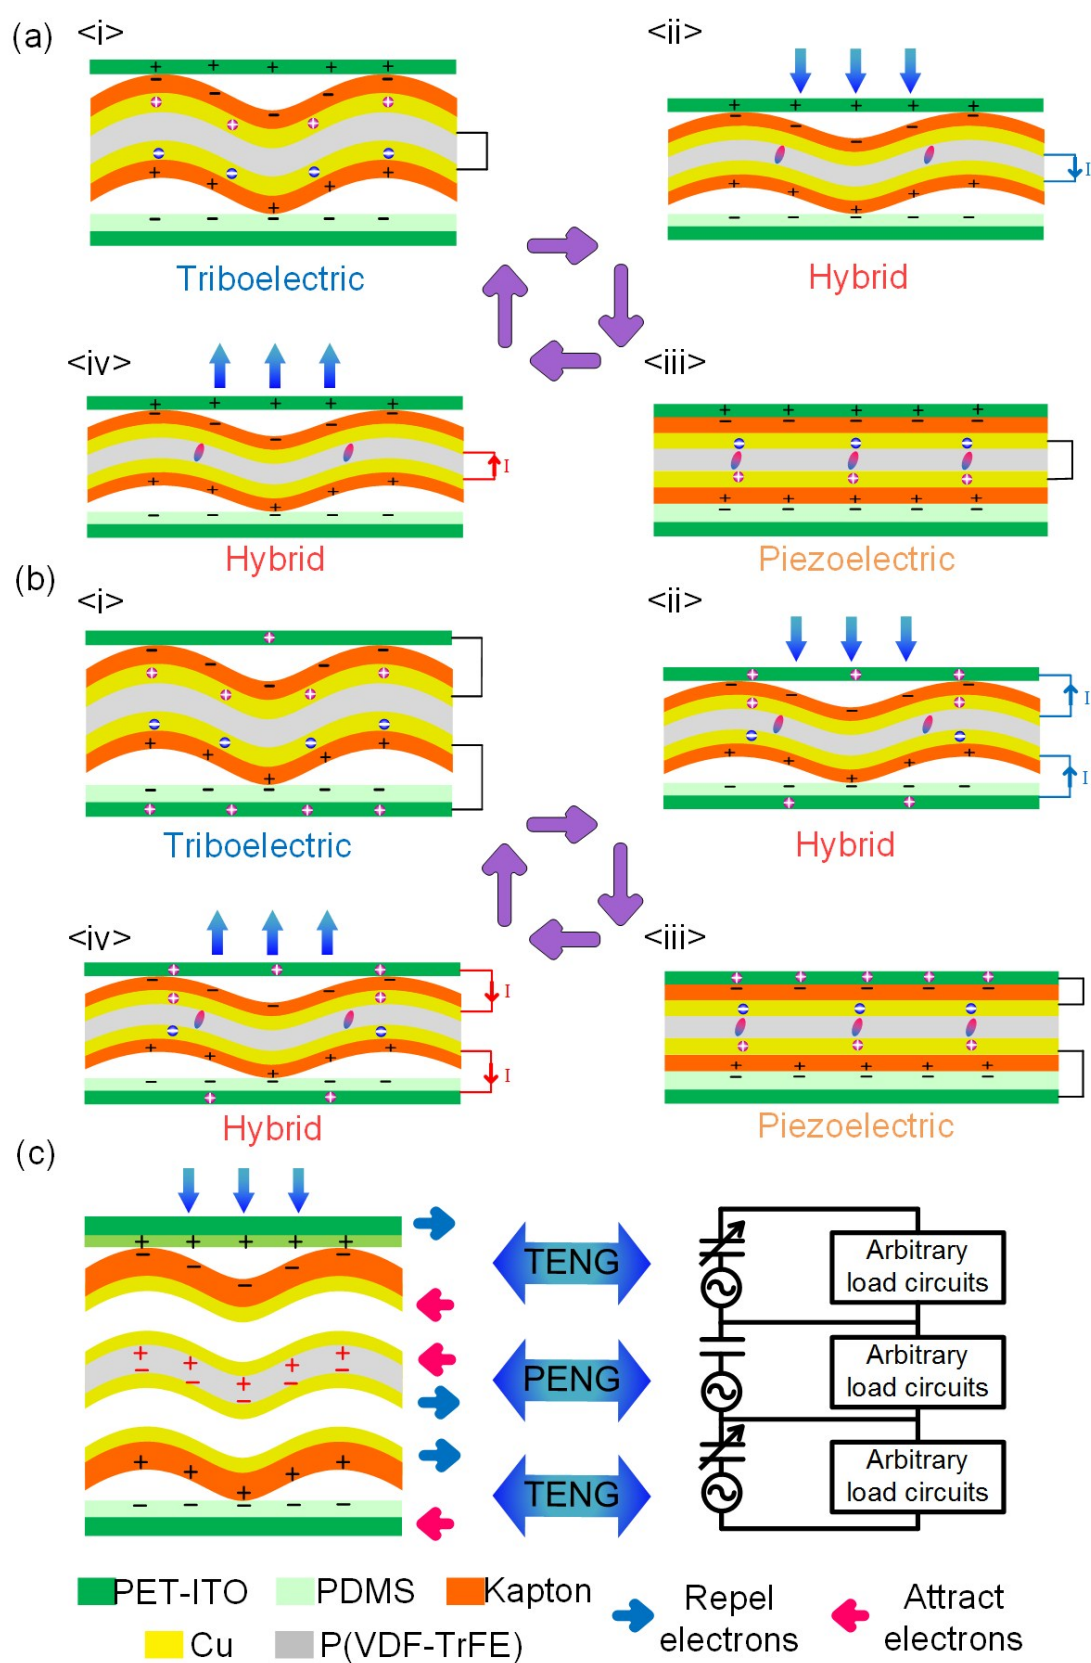 (a)
<i>
<ii>
I
Triboelectric
Hybrid
<iv>
<iii>
I
Hybrid
Piezoelectric
(b)
<i>
<ii>
I
I
Triboelectric
Hybrid
<iv>
<iii>
I
I
Hybrid
Piezoelectric
(c)
TENG
Arbitrary
load circuits
PENG
Arbitrary
load circuits
TENG
Arbitrary
load circuits
PET-ITO
PDMS
Kapton
Repel
electrons
Attract
electrons
Cu
P(VDF-TrFE)